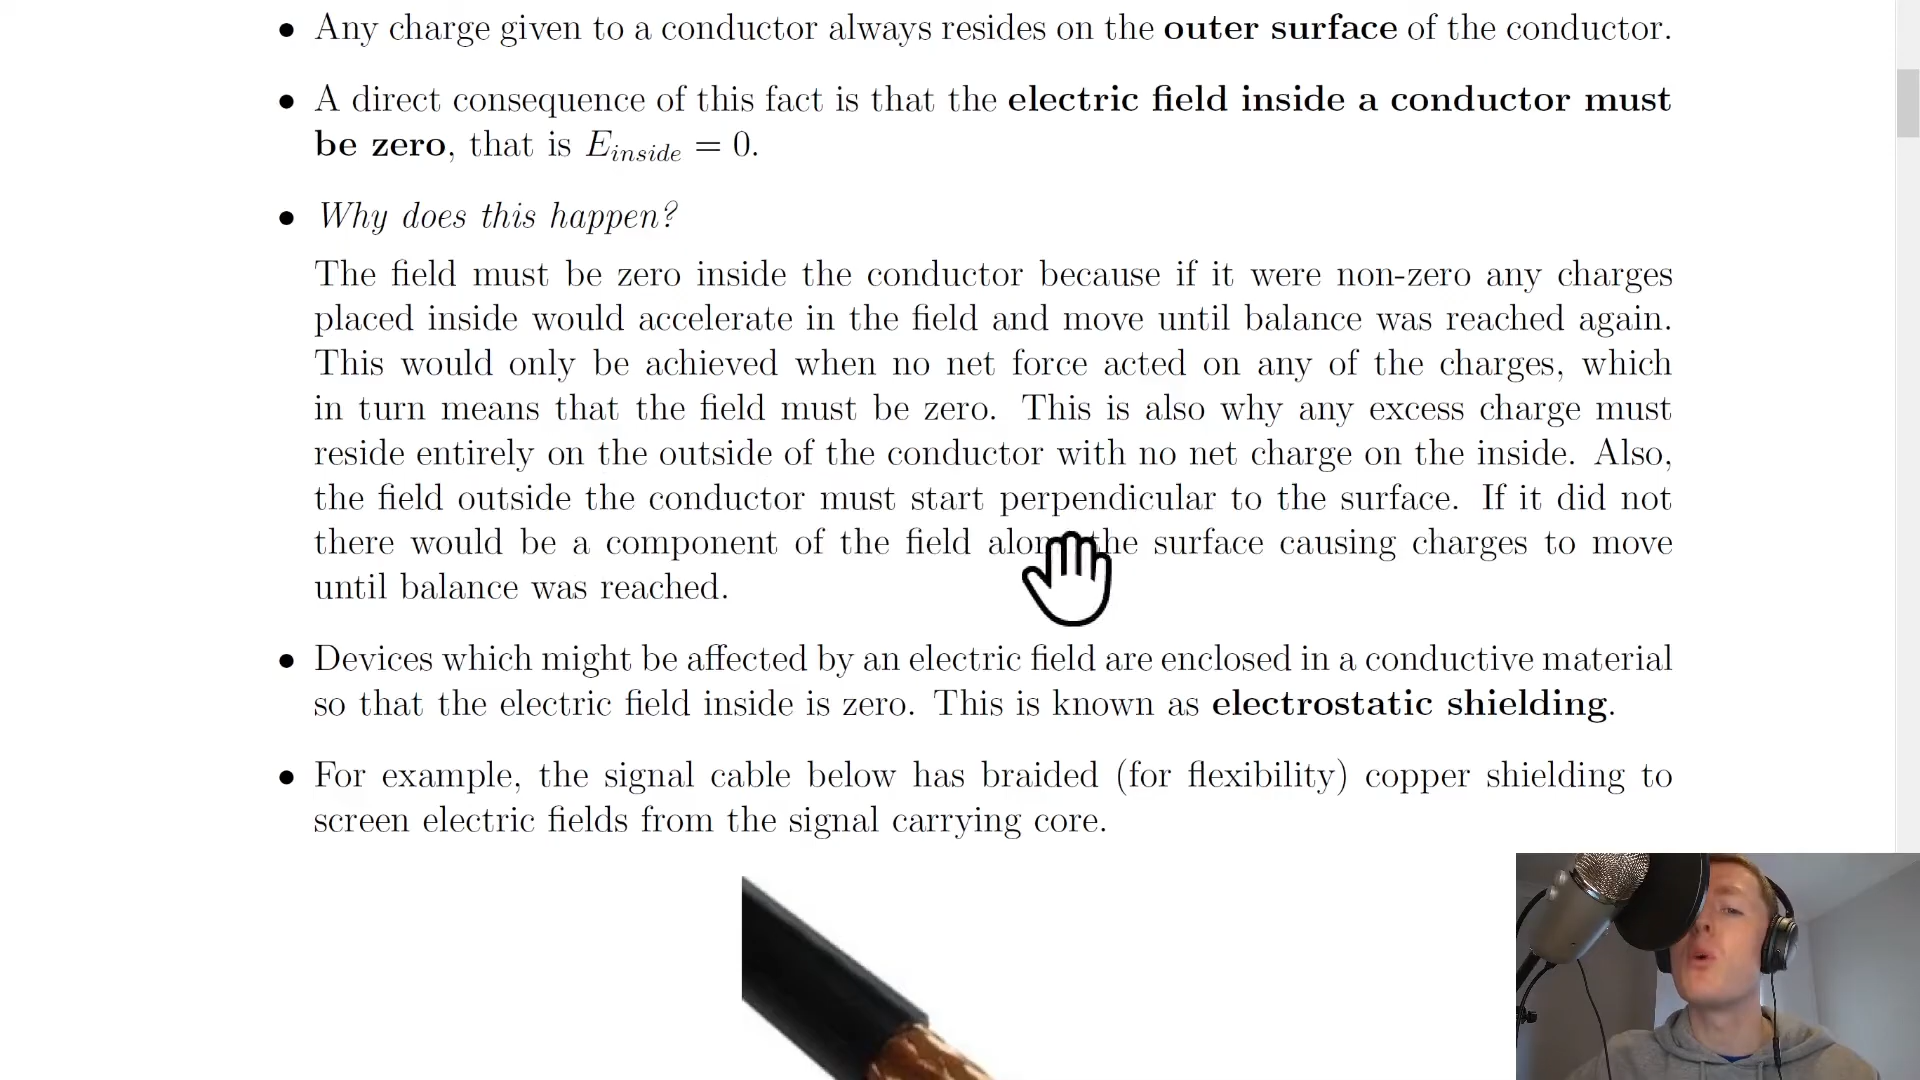 • Any charge given to a conductor always resides on the outer surface of the conductor.
• A direct consequence of this fact is that the electric field inside a conductor must
be zero, that is E_inside = 0.
• Why does this happen?
The field must be zero inside the conductor because if it were non-zero any charges
placed inside would accelerate in the field and move until balance was reached again.
This would only be achieved when no net force acted on any of the charges, which
in turn means that the field must be zero. This is also why any excess charge must
reside entirely on the outside of the conductor with no net charge on the inside. Also,
the field outside the conductor must start perpendicular to the surface. If it did not
there would be a component of the field along the surface causing charges to move
until balance was reached.
• Devices which might be affected by an electric field are enclosed in a conductive material
so that the electric field inside is zero. This is known as electrostatic shielding.
• For example, the signal cable below has braided (for flexibility) copper shielding to
screen electric fields from the signal carrying core.